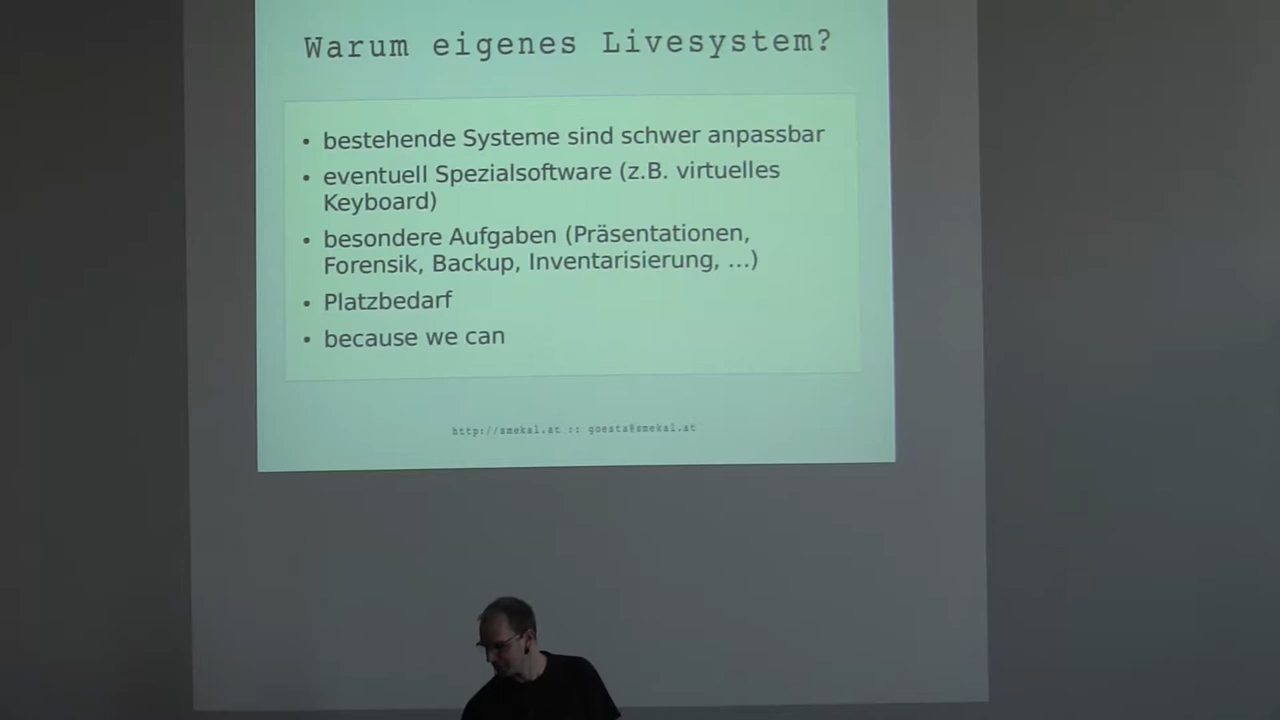 Warum eigenes Livesystem?
• bestehende Systeme sind schwer anpassbar
• eventuell Spezialsoftware (z.B. virtuelles
Keyboard)
• besondere Aufgaben (Präsentationen,
Forensik, Backup, Inventarisierung, ...)
• Platzbedarf
• because we can
http://smekal.at :: goesta@smekal.at